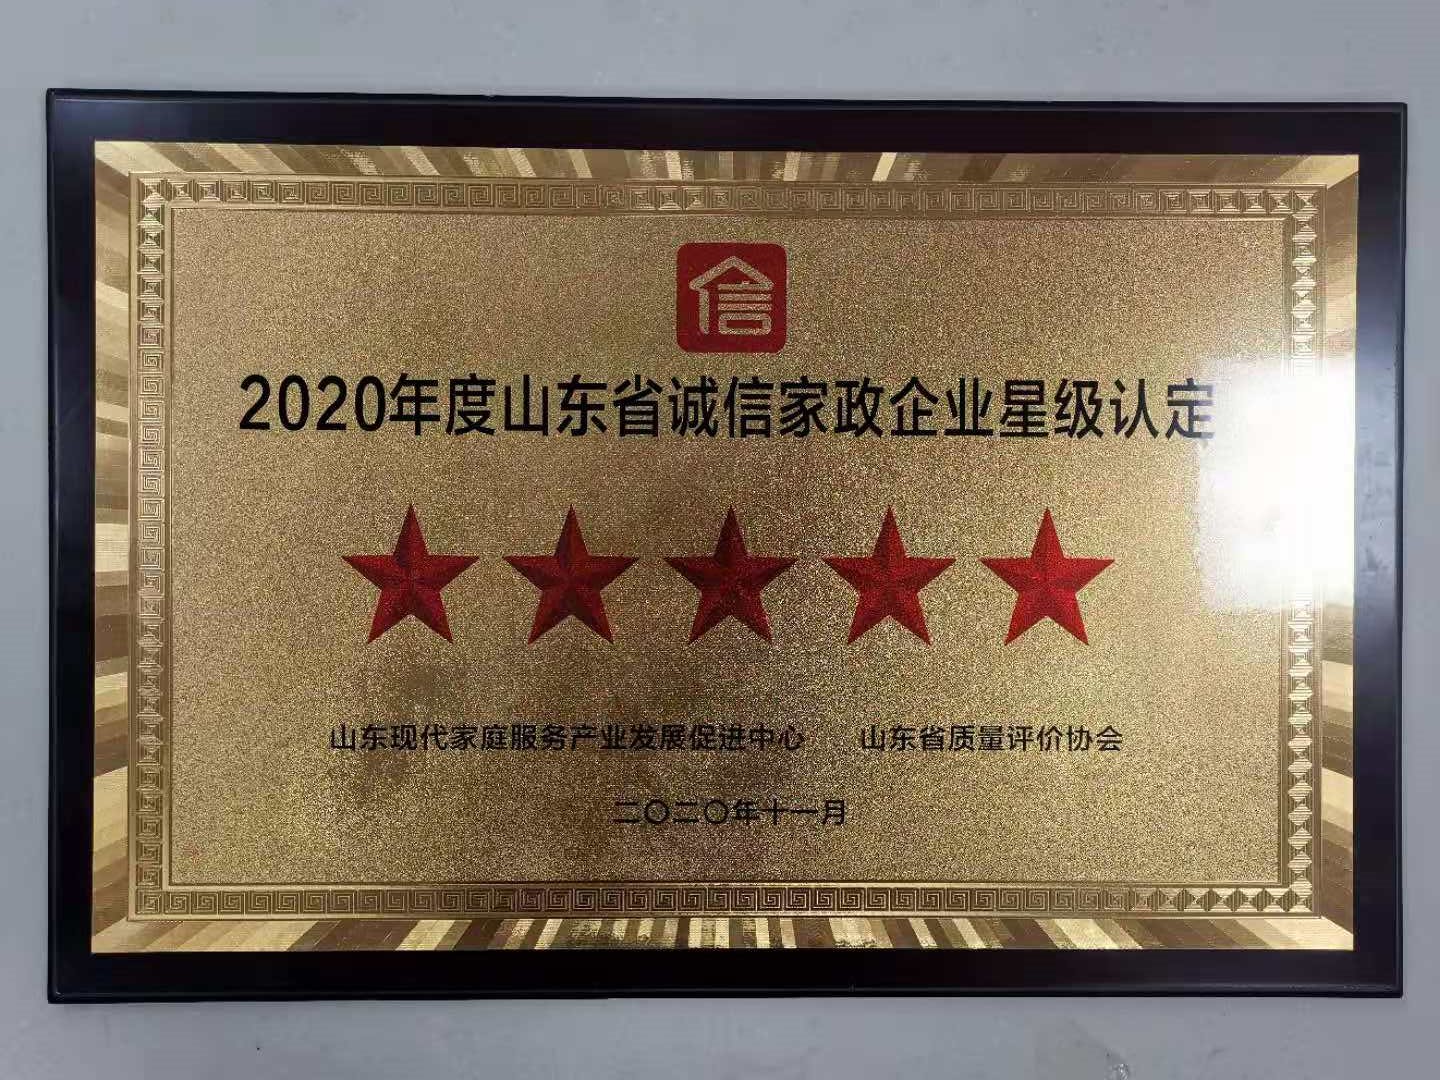 信
2020年度山东省诚信家政企业星级认定
山东现代家庭服务产业发展促进中心 山东省质量评价协会
二〇二〇年十一月